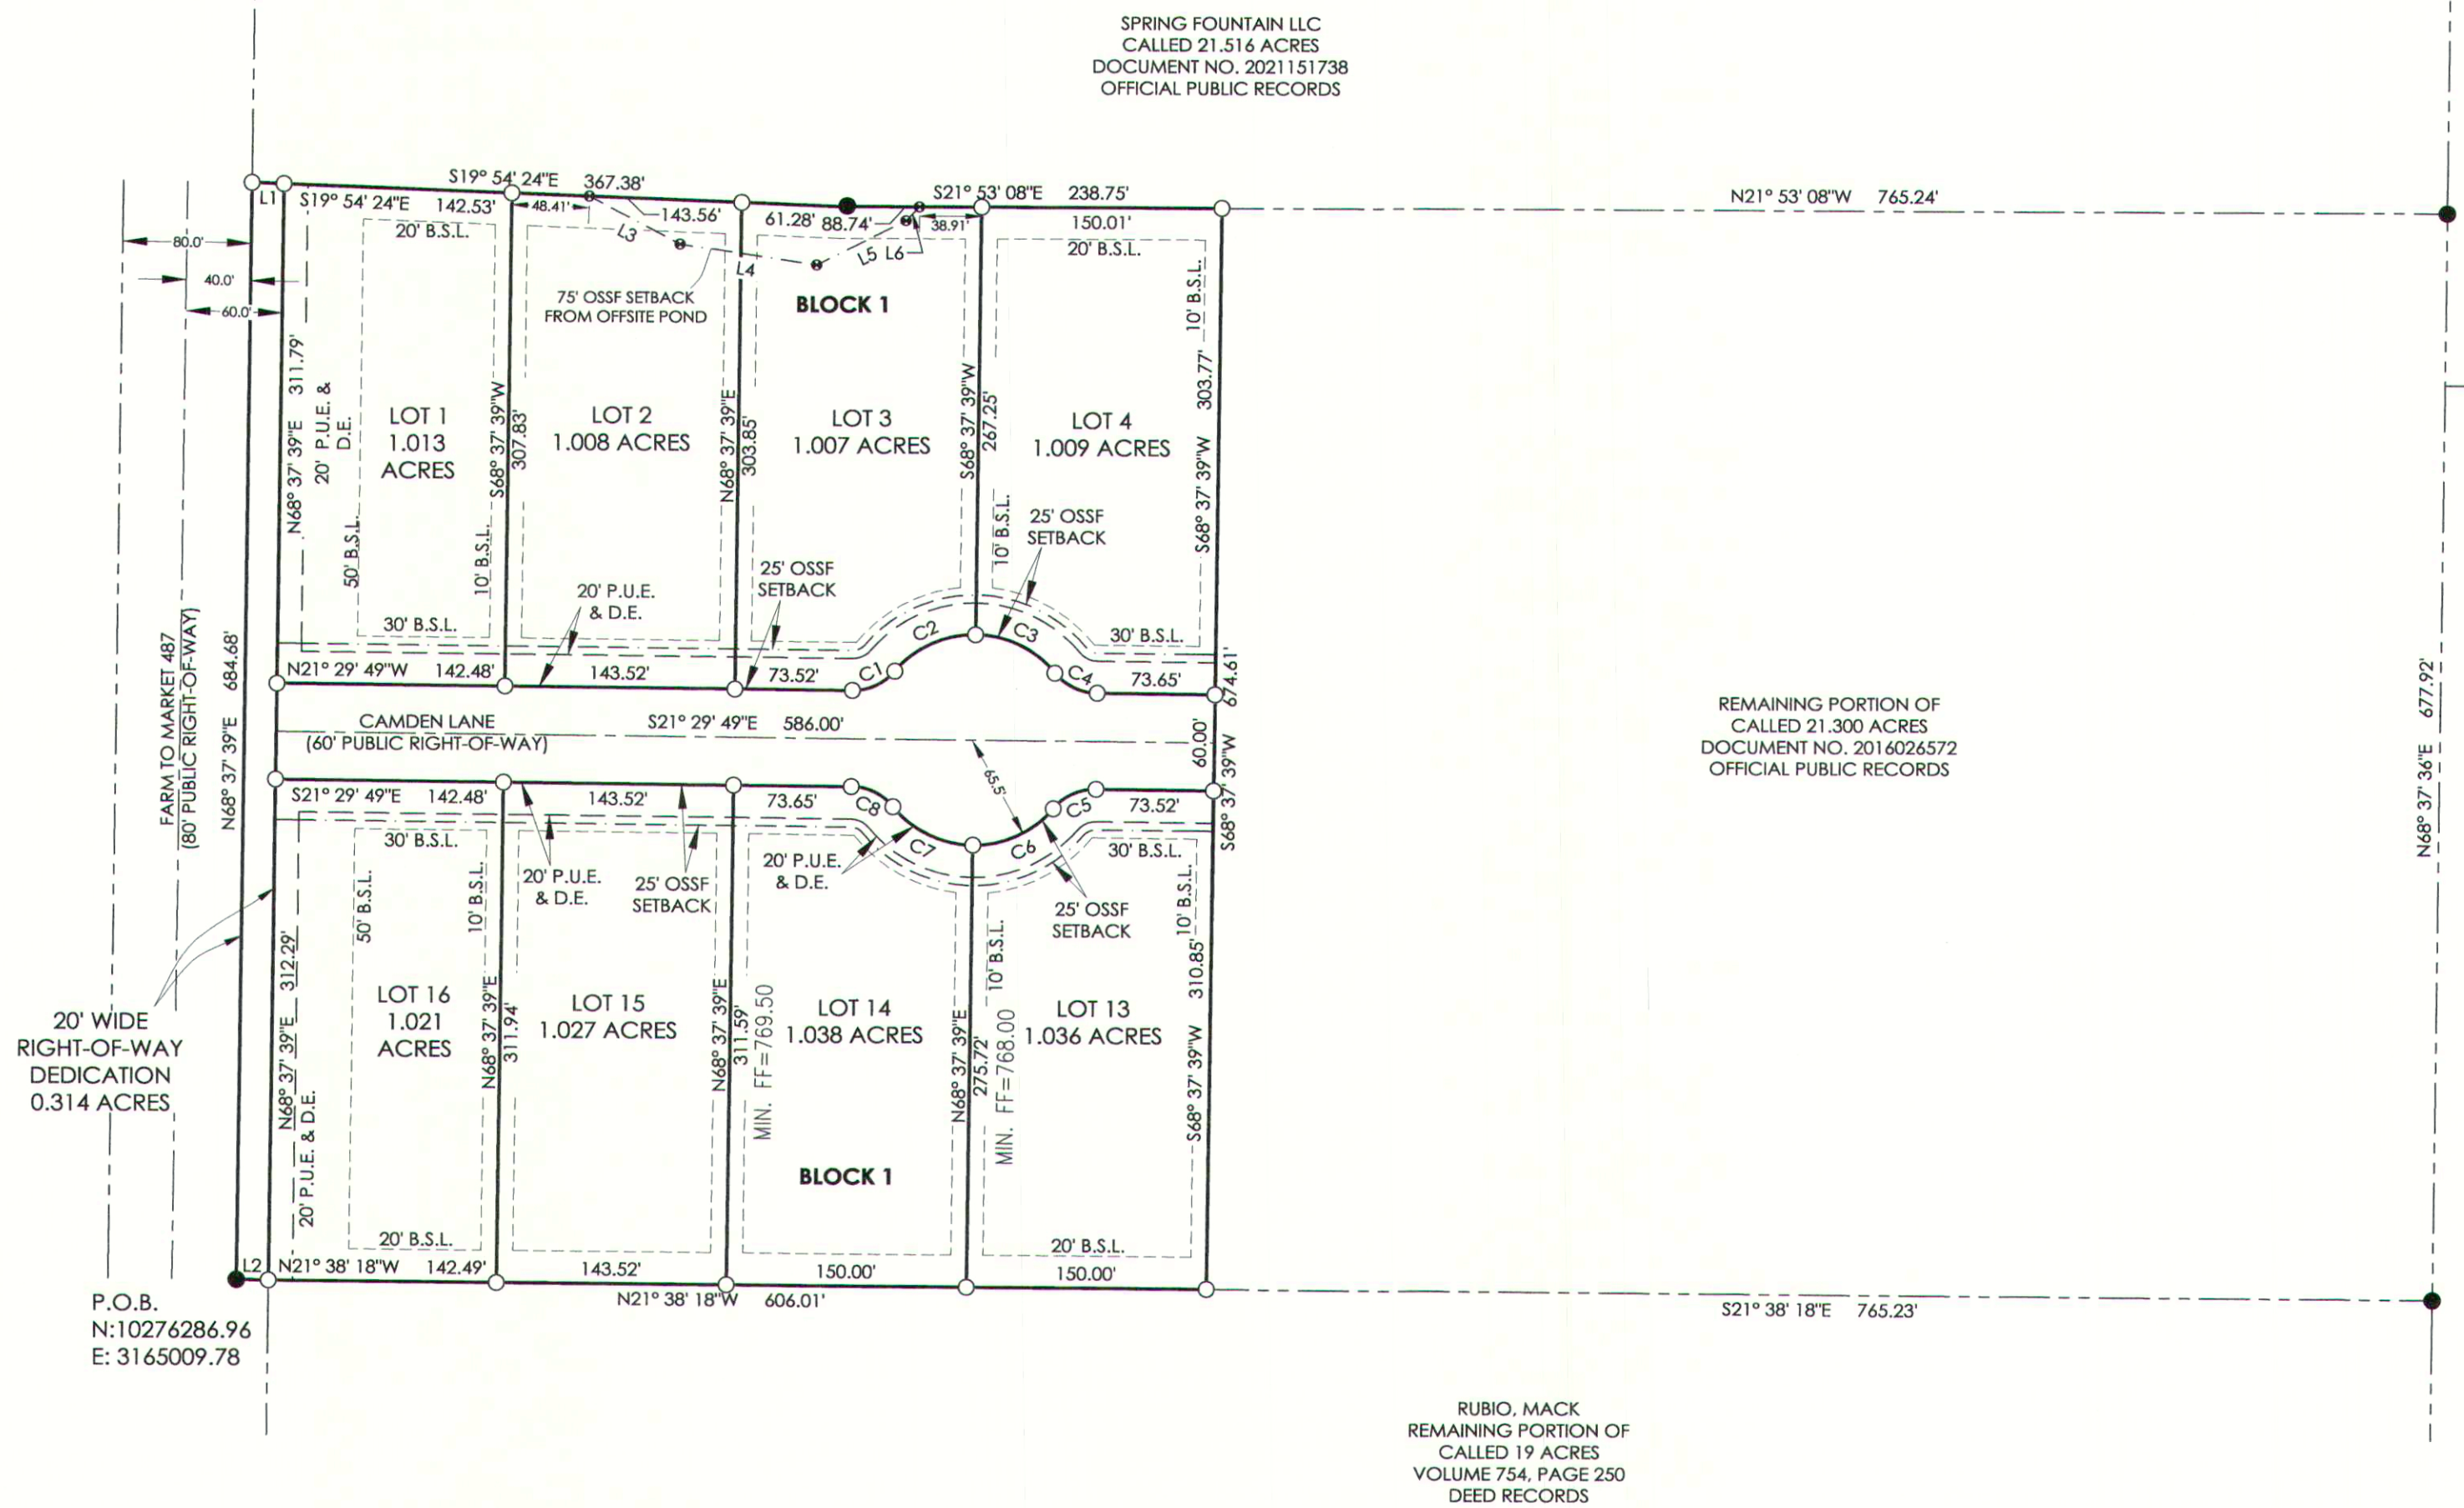 SPRING FOUNTAIN LLC
CALLED 21.516 ACRES
DOCUMENT NO. 2021151738
OFFICIAL PUBLIC RECORDS
S19° 54' 24"E 367.38'
S21° 53' 08"E 238.75'
N21° 53' 08"W 765.24'
L1
S19° 54' 24"E 142.53'
48.41'
143.56'
61.28'
88.74'
38.91'
150.01'
80.0'
40.0'
60.0'
20' B.S.L.
L3
L4
L5
L6
20' B.S.L.
75' OSSF SETBACK
FROM OFFSITE POND
BLOCK 1
10' B.S.L.
N68° 37' 39"E 311.79'
20' P.U.E. &
D.E.
LOT 1
1.013
ACRES
S68° 37' 39"W
307.83'
LOT 2
1.008 ACRES
N68° 37' 39"E
303.85'
LOT 3
1.007 ACRES
S68° 37' 39"W
267.25'
LOT 4
1.009 ACRES
S68° 37' 39"W 303.77'
50' B.S.L.
10' B.S.L.
10' B.S.L.
25' OSSF
SETBACK
25' OSSF
SETBACK
20' P.U.E.
& D.E.
30' B.S.L.
C2
C3
30' B.S.L.
N21° 29' 49"W 142.48'
143.52'
73.52'
C1
C4
73.65'
FARM TO MARKET 487
(80' PUBLIC RIGHT-OF-WAY)
N68° 37' 39"E 684.68'
CAMDEN LANE
(60' PUBLIC RIGHT-OF-WAY)
S21° 29' 49"E 586.00'
65.5'
60.00'
S68° 37' 39"W 674.61'
REMAINING PORTION OF
CALLED 21.300 ACRES
DOCUMENT NO. 2016026572
OFFICIAL PUBLIC RECORDS
N68° 37' 36"E 677.92'
S21° 29' 49"E 142.48'
143.52'
73.65'
C8
C5
73.52'
30' B.S.L.
C7
C6
30' B.S.L.
20' P.U.E.
& D.E.
25' OSSF
SETBACK
20' P.U.E.
& D.E.
25' OSSF
SETBACK
50' B.S.L.
10' B.S.L.
10' B.S.L.
10' B.S.L.
20' WIDE
RIGHT-OF-WAY
DEDICATION
0.314 ACRES
N68° 37' 39"E 312.29'
20' P.U.E. & D.E.
LOT 16
1.021
ACRES
N68° 37' 39"E
311.94'
LOT 15
1.027 ACRES
N68° 37' 39"E
311.59'
MIN. FF=769.50
LOT 14
1.038 ACRES
N68° 37' 39"E
275.72'
MIN. FF=768.00
LOT 13
1.036 ACRES
S68° 37' 39"W 310.85'
BLOCK 1
20' B.S.L.
20' B.S.L.
L2
N21° 38' 18"W 142.49'
143.52'
150.00'
150.00'
N21° 38' 18"W 606.01'
S21° 38' 18"E 765.23'
P.O.B.
N:10276286.96
E: 3165009.78
RUBIO, MACK
REMAINING PORTION OF
CALLED 19 ACRES
VOLUME 754, PAGE 250
DEED RECORDS